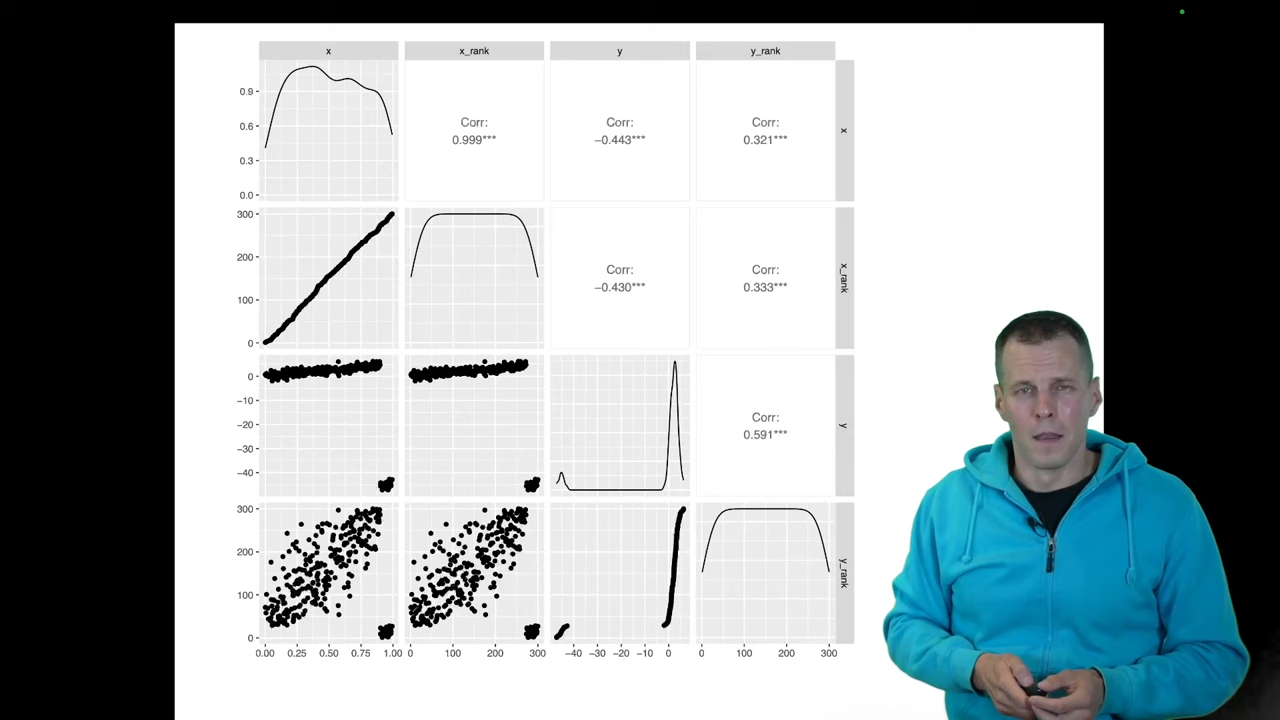 x x_rank y y_rank
0.9
0.6
0.3
0.0
Corr:
0.999***
Corr:
−0.443***
Corr:
0.321***
x
300
200
100
0
Corr:
−0.430***
Corr:
0.333***
x_rank
0
−10
−20
−30
−40
Corr:
0.591***
y
300
200
100
0
y_rank
0.00 0.25 0.50 0.75 1.00 0 100 200 300 −40 −30 −20 −10 0 0 100 200 300